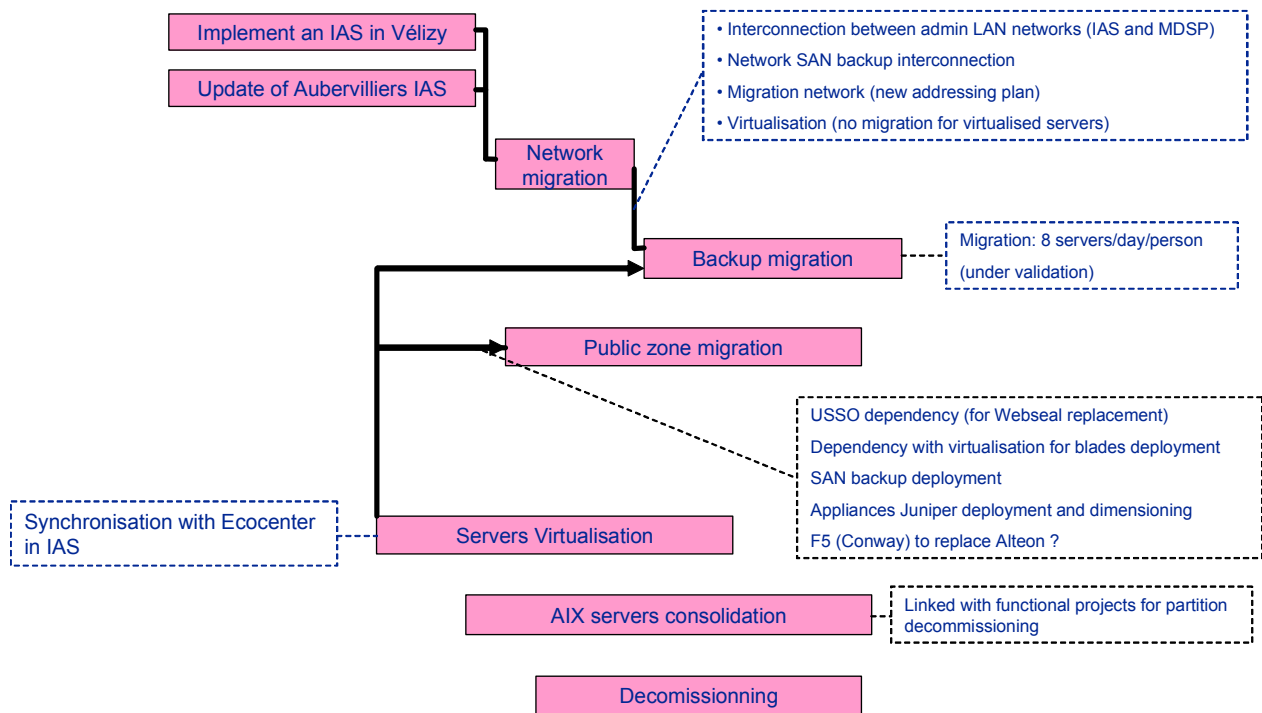 Implement an IAS in Vélizy
Update of Aubervilliers IAS
Network
migration
• Interconnection between admin LAN networks (IAS and MDSP)
• Network SAN backup interconnection
• Migration network (new addressing plan)
• Virtualisation (no migration for virtualised servers)
Backup migration
Migration: 8 servers/day/person
(under validation)
Public zone migration
USSO dependency (for Webseal replacement)
Dependency with virtualisation for blades deployment
SAN backup deployment
Appliances Juniper deployment and dimensioning
F5 (Conway) to replace Alteon ?
Synchronisation with Ecocenter
in IAS
Servers Virtualisation
AIX servers consolidation
Linked with functional projects for partition
decommissioning
Decomissionning